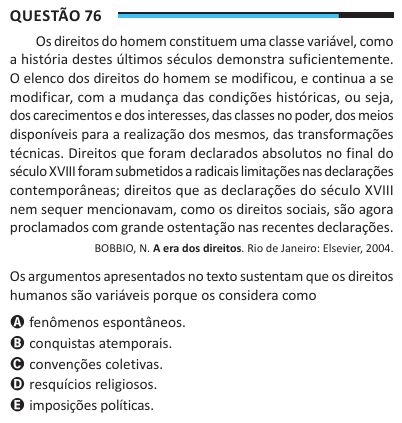 QUESTÃO 76
Os direitos do homem constituem uma classe variável, como
a história destes últimos séculos demonstra suficientemente.
O elenco dos direitos do homem se modificou, e continua a se
modificar, com a mudança das condições históricas, ou seja,
dos carecimentos e dos interesses, das classes no poder, dos meios
disponíveis para a realização dos mesmos, das transformações
técnicas. Direitos que foram declarados absolutos no final do
século XVIII foram submetidos a radicais limitações nas declarações
contemporâneas; direitos que as declarações do século XVIII
nem sequer mencionavam, como os direitos sociais, são agora
proclamados com grande ostentação nas recentes declarações.
BOBBIO, N. A era dos direitos. Rio de Janeiro: Elsevier, 2004.
Os argumentos apresentados no texto sustentam que os direitos
humanos são variáveis porque os considera como
A fenômenos espontâneos.
B conquistas atemporais.
C convenções coletivas.
D resquícios religiosos.
E imposições políticas.